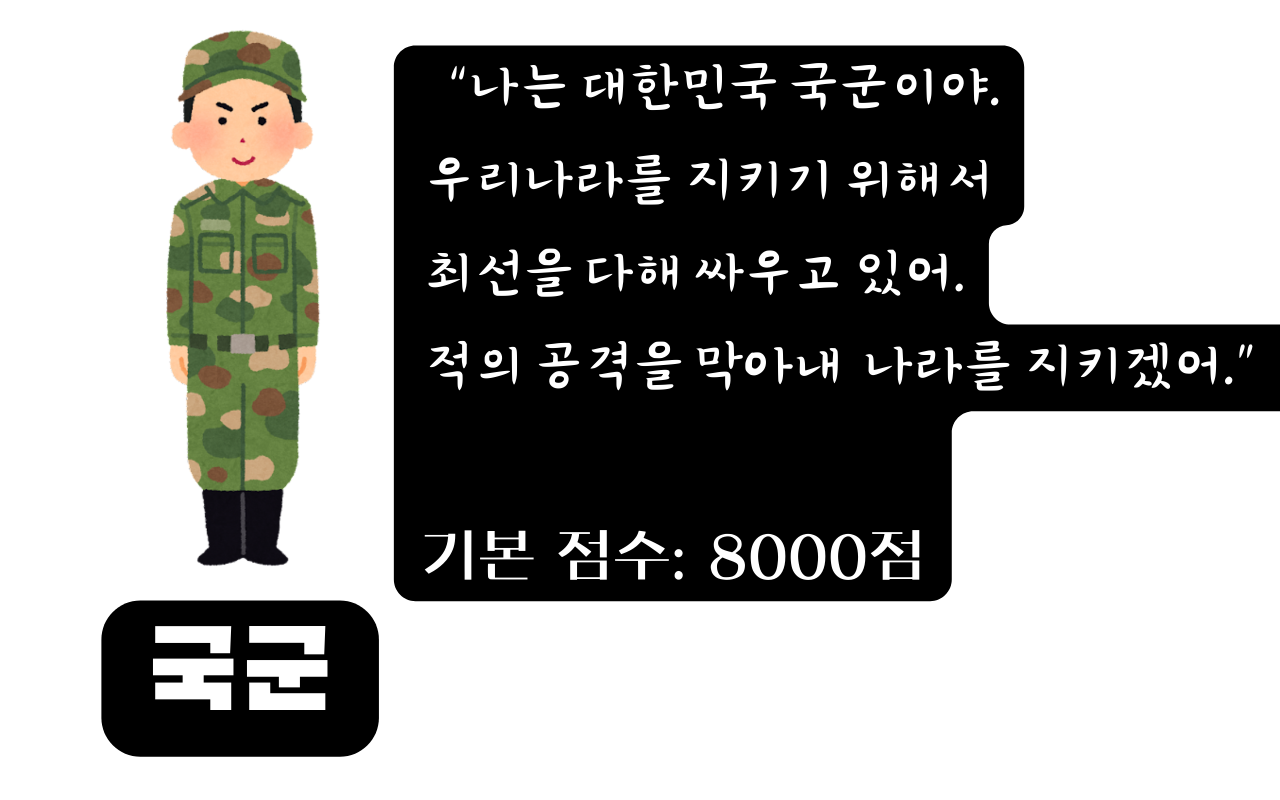 "나는 대한민국 국군이야.
우리나라를 지키기 위해서
최선을 다해 싸우고 있어.
적의 공격을 막아내 나라를 지키겠어."
기본 점수: 8000점
국군